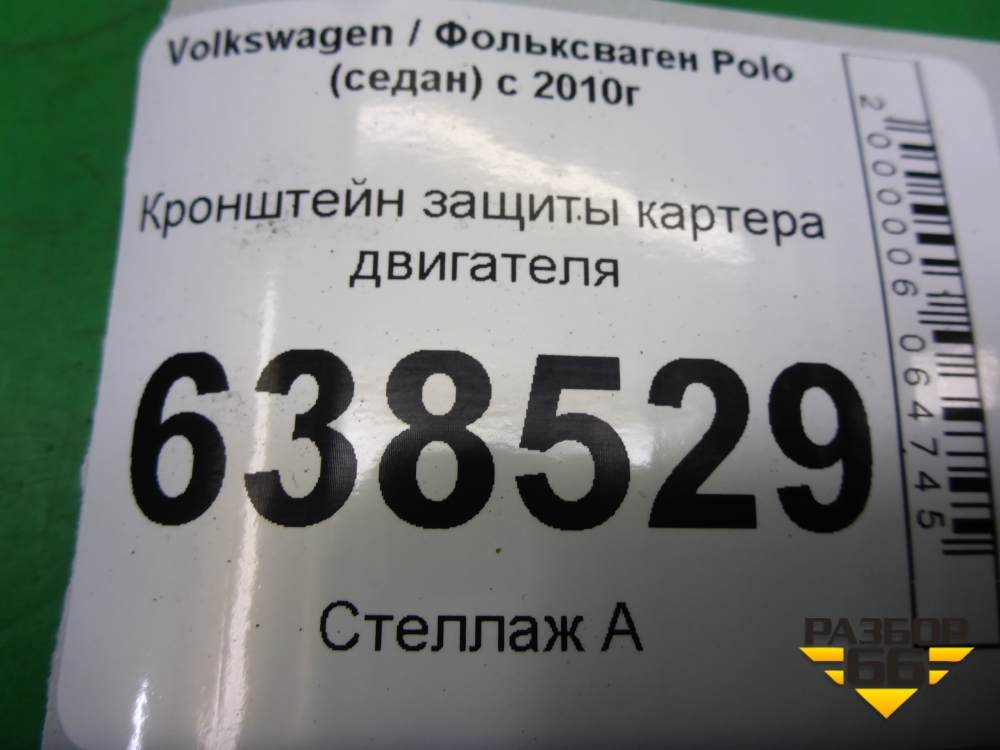 Volkswagen / Фольксваген Polo
(седан) с 2010г
Кронштейн защиты картера
двигателя
638529
Стеллаж А
2000006064745
РАЗБОР
66